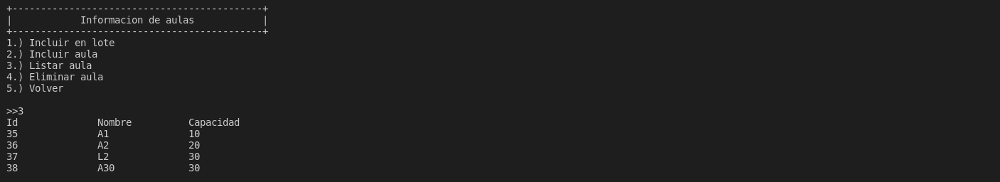 +--------------------------------------------+
|            Informacion de aulas            |
+--------------------------------------------+
1.) Incluir en lote
2.) Incluir aula
3.) Listar aula
4.) Eliminar aula
5.) Volver
>>3
Id              Nombre          Capacidad
35              A1              10
36              A2              20
37              L2              30
38              A30             30